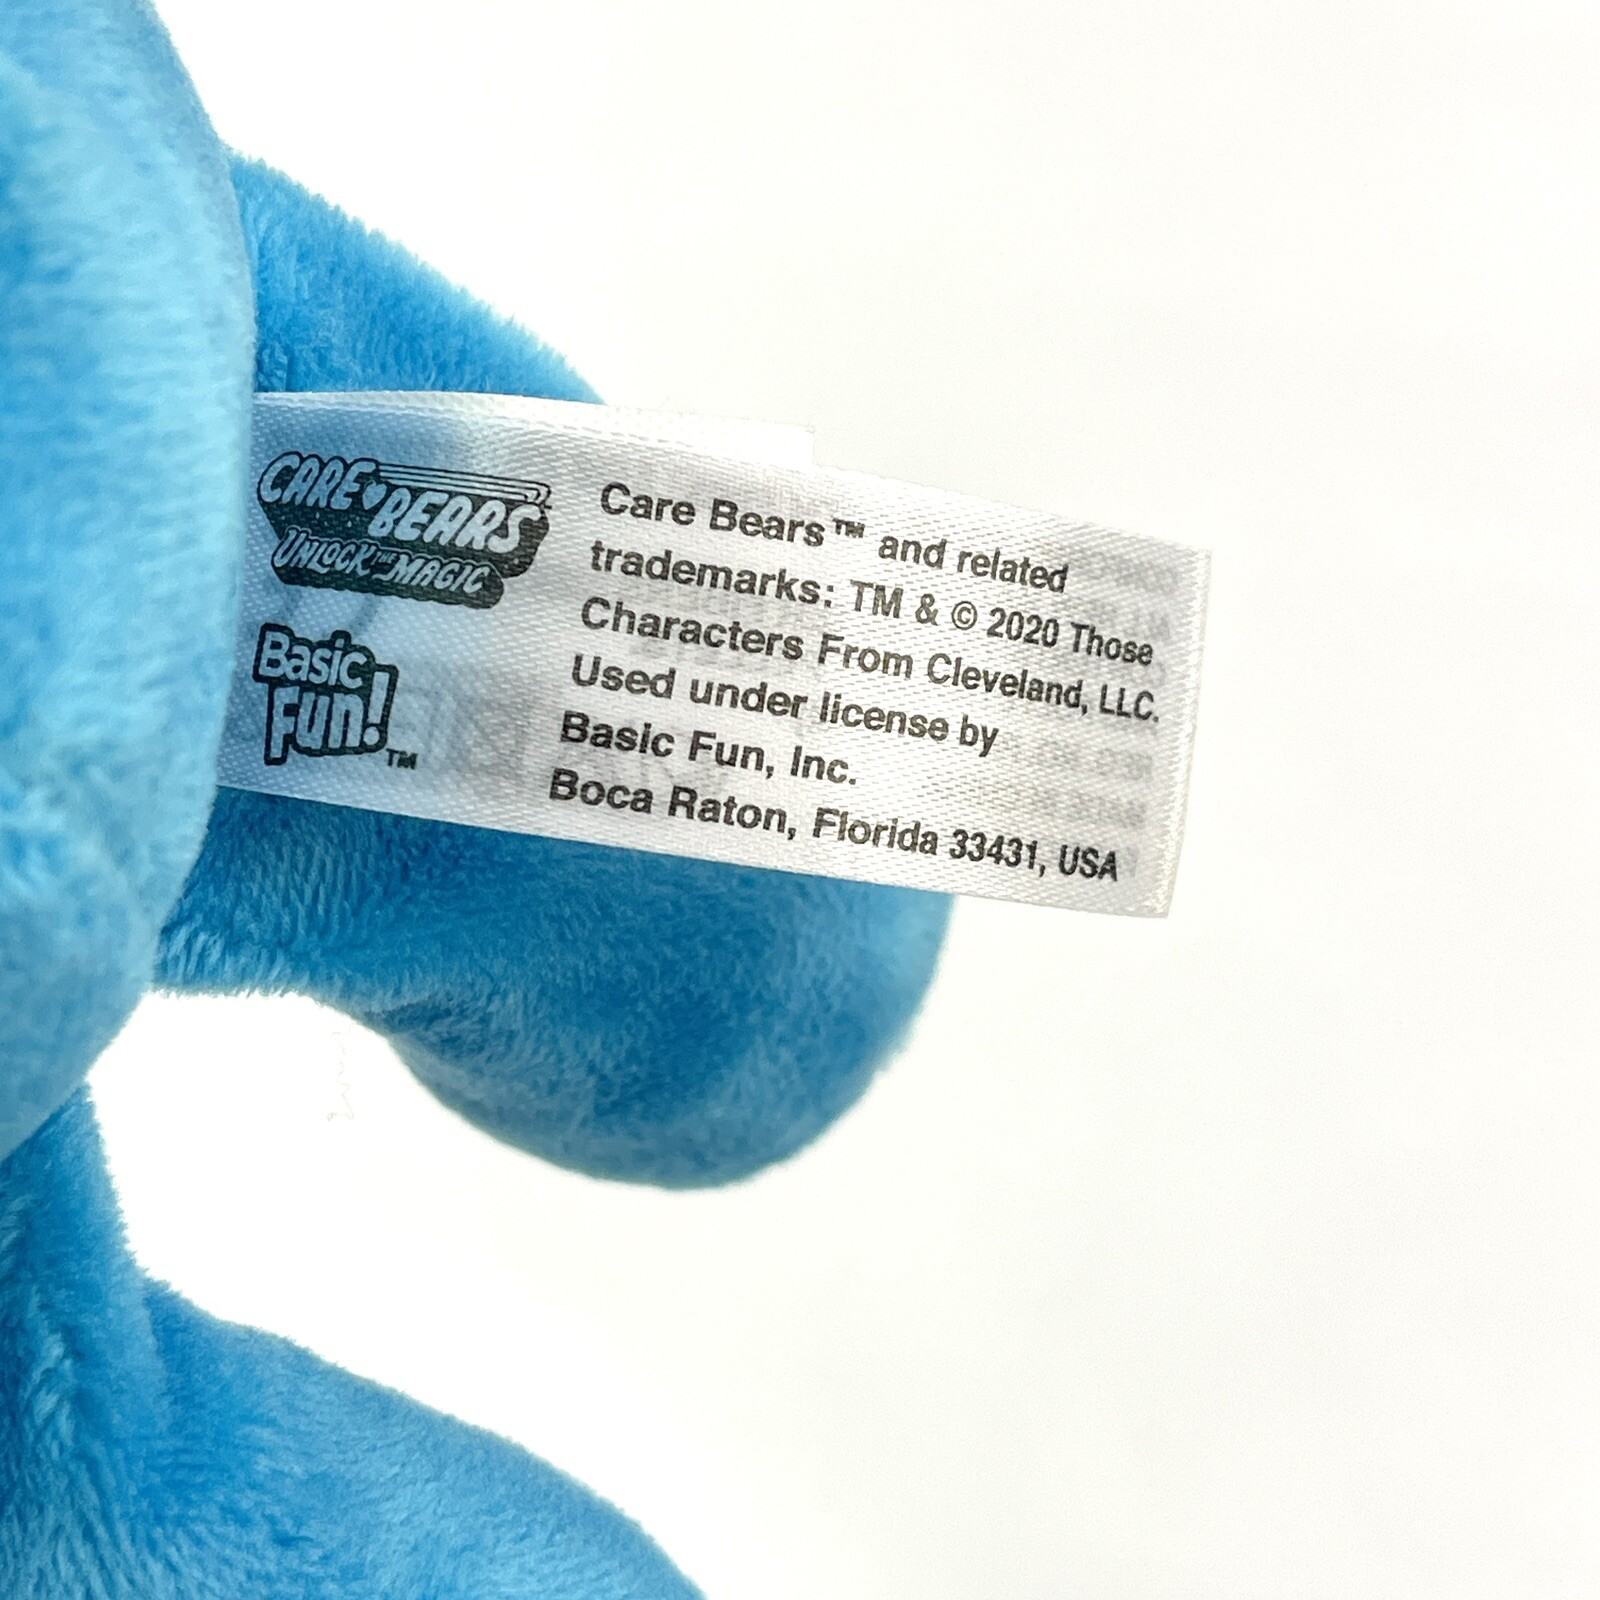 CARE BEARS
UNLOCK THE MAGIC
Basic
Fun!™
Care Bears™ and related
trademarks: TM & © 2020 Those
Characters From Cleveland, LLC.
Used under license by
Basic Fun, Inc.
Boca Raton, Florida 33431, USA